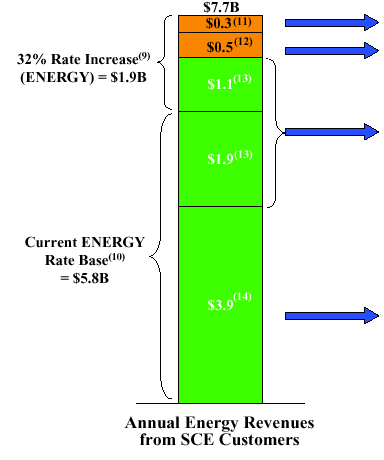 $7.7B
$0.3(11)
$0.5(12)
32% Rate Increase(9)
(ENERGY) = $1.9B
$1.1(13)
$1.9(13)
Current ENERGY
Rate Base(10)
= $5.8B
$3.9(14)
Annual Energy Revenues
from SCE Customers